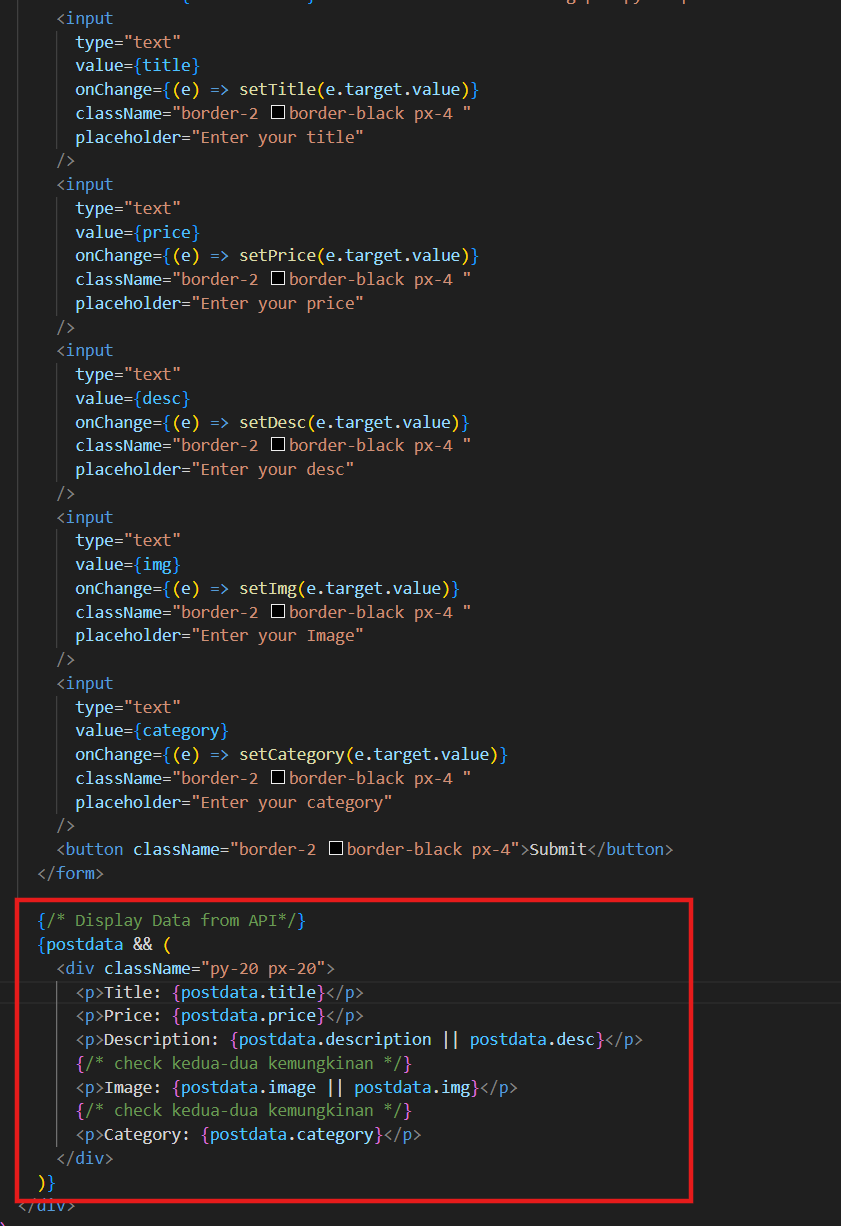 <input
type="text"
value={title}
onChange={(e) => setTitle(e.target.value)}
className="border-2 border-black px-4 "
placeholder="Enter your title"
/>
<input
type="text"
value={price}
onChange={(e) => setPrice(e.target.value)}
className="border-2 border-black px-4 "
placeholder="Enter your price"
/>
<input
type="text"
value={desc}
onChange={(e) => setDesc(e.target.value)}
className="border-2 border-black px-4 "
placeholder="Enter your desc"
/>
<input
type="text"
value={img}
onChange={(e) => setImg(e.target.value)}
className="border-2 border-black px-4 "
placeholder="Enter your Image"
/>
<input
type="text"
value={category}
onChange={(e) => setCategory(e.target.value)}
className="border-2 border-black px-4 "
placeholder="Enter your category"
/>
<button className="border-2 border-black px-4">Submit</button>
</form>
{/* Display Data from API*/}
{postdata && (
<div className="py-20 px-20">
<p>Title: {postdata.title}</p>
<p>Price: {postdata.price}</p>
<p>Description: {postdata.description || postdata.desc}</p>
{/* check kedua-dua kemungkinan */}
<p>Image: {postdata.image || postdata.img}</p>
{/* check kedua-dua kemungkinan */}
<p>Category: {postdata.category}</p>
</div>
)}
</div>